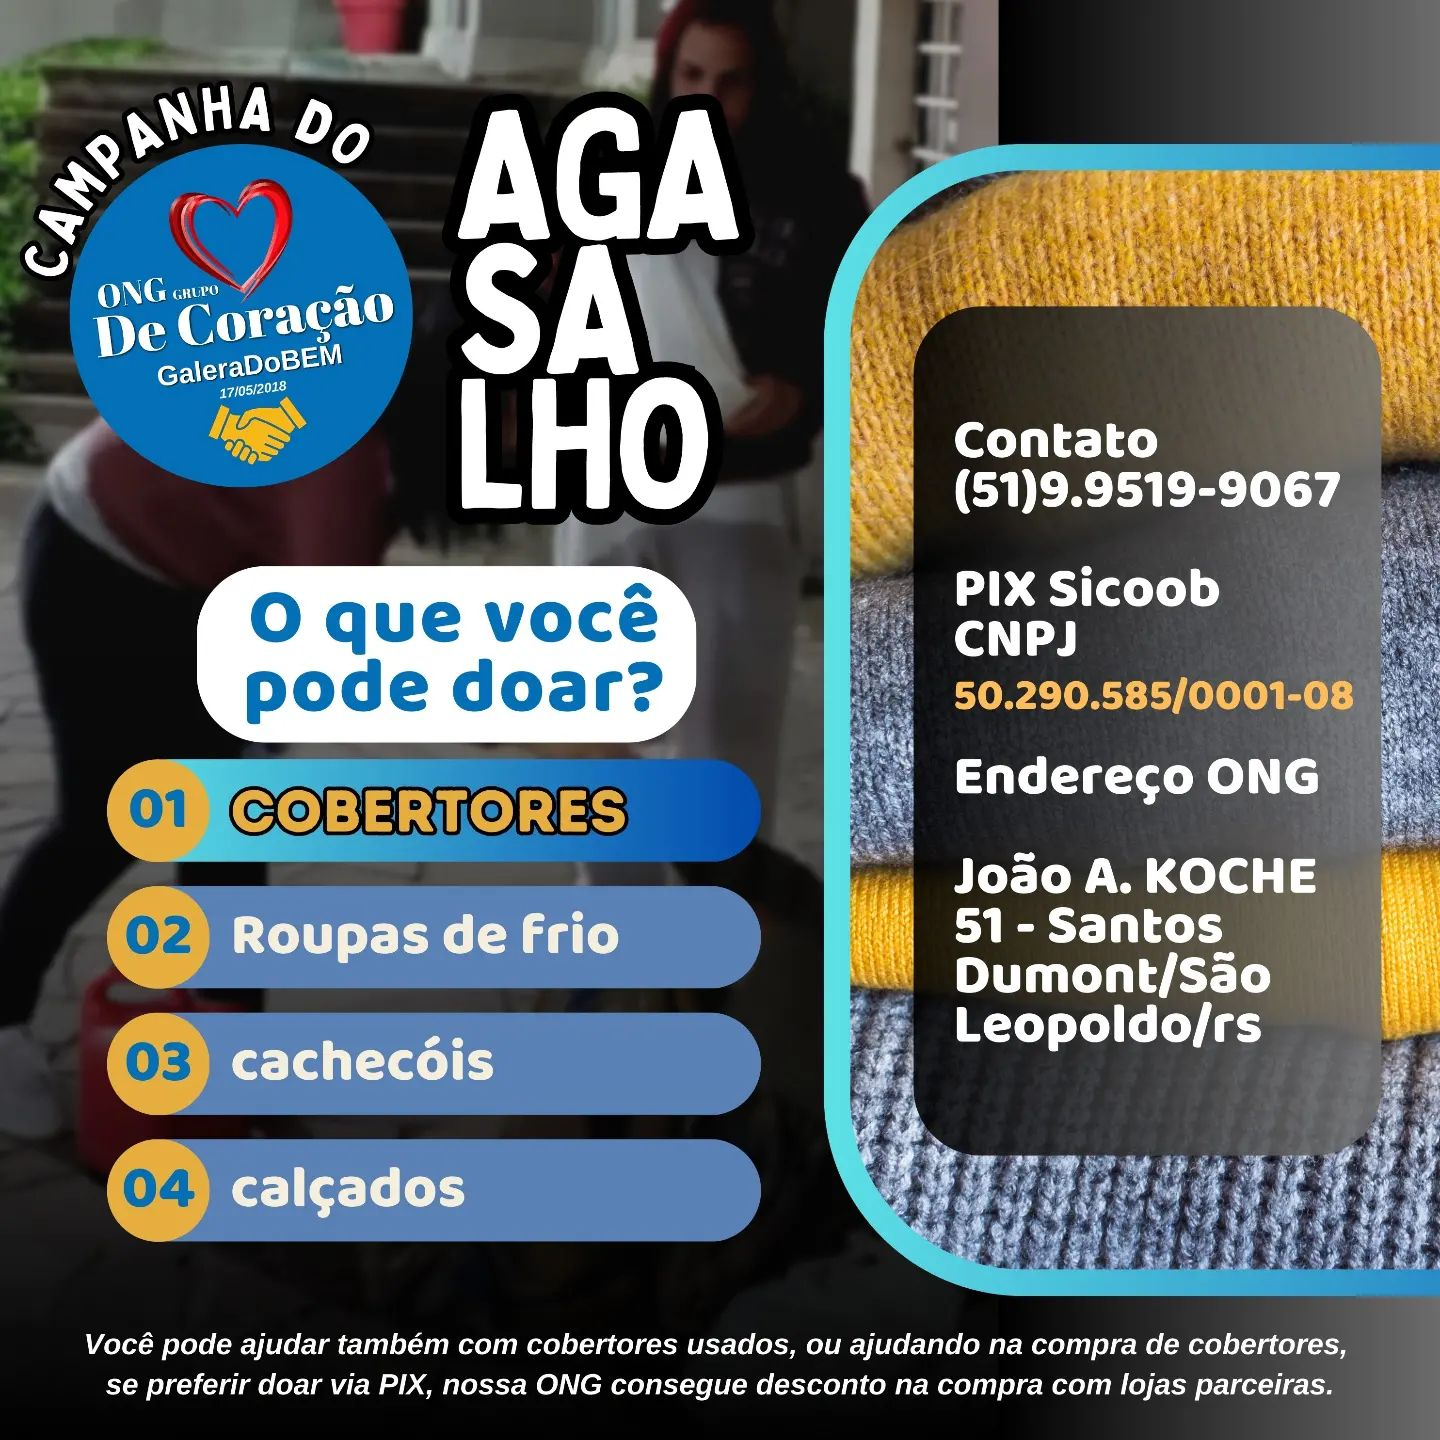 CAMPANHA DO
ONG GRUPO
De Coração
GaleraDoBEM
17/05/2018
AGA
SA
LHO
O que você
pode doar?
01 COBERTORES
02 Roupas de frio
03 cachecóis
04 calçados
Contato
(51)9.9519-9067
PIX Sicoob
CNPJ
50.290.585/0001-08
Endereço ONG
João A. KOCHE
51 - Santos
Dumont/São
Leopoldo/rs
Você pode ajudar também com cobertores usados, ou ajudando na compra de cobertores,
se preferir doar via PIX, nossa ONG consegue desconto na compra com lojas parceiras.